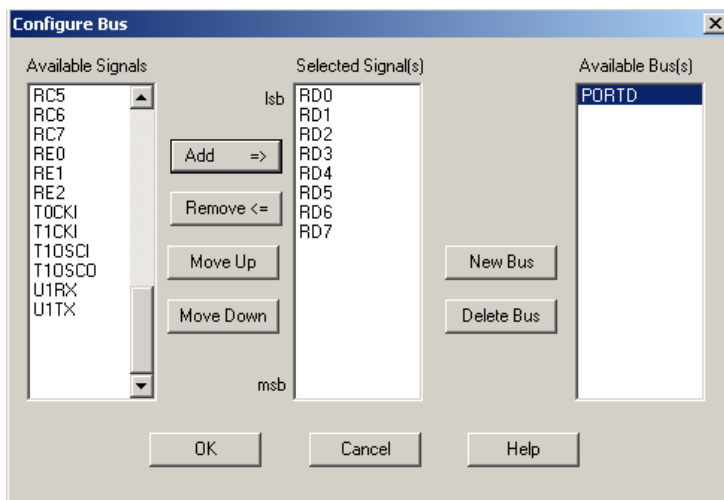 Configure Bus
Available Signals
Selected Signal(s)
Available Bus(s)
RC5
RC6
RC7
RE0
RE1
RE2
T0CKI
T1CKI
T1OSCI
T1OSCO
U1RX
U1TX
Add =>
Remove <=
Move Up
Move Down
lsb
msb
RD0
RD1
RD2
RD3
RD4
RD5
RD6
RD7
New Bus
Delete Bus
PORTD
OK
Cancel
Help